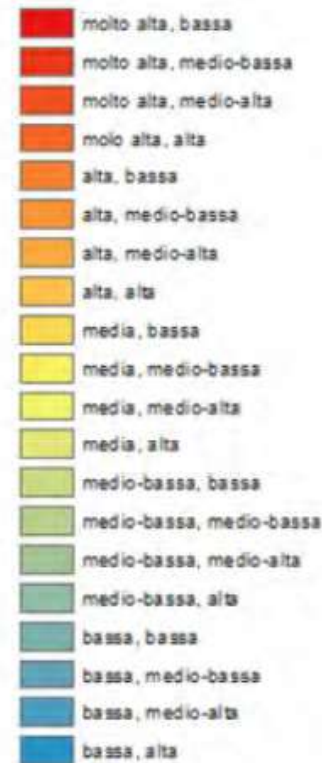 molto alta, bassa
molto alta, medio-bassa
molto alta, medio-alta
molo alta, alta
alta, bassa
alta, medio-bassa
alta, medio-alta
alta, alta
media, bassa
media, medio-bassa
media, medio-alta
media, alta
medio-bassa, bassa
medio-bassa, medio-bassa
medio-bassa, medio-alta
medio-bassa, alta
bassa, bassa
bassa, medio-bassa
bassa, medio-alta
bassa, alta